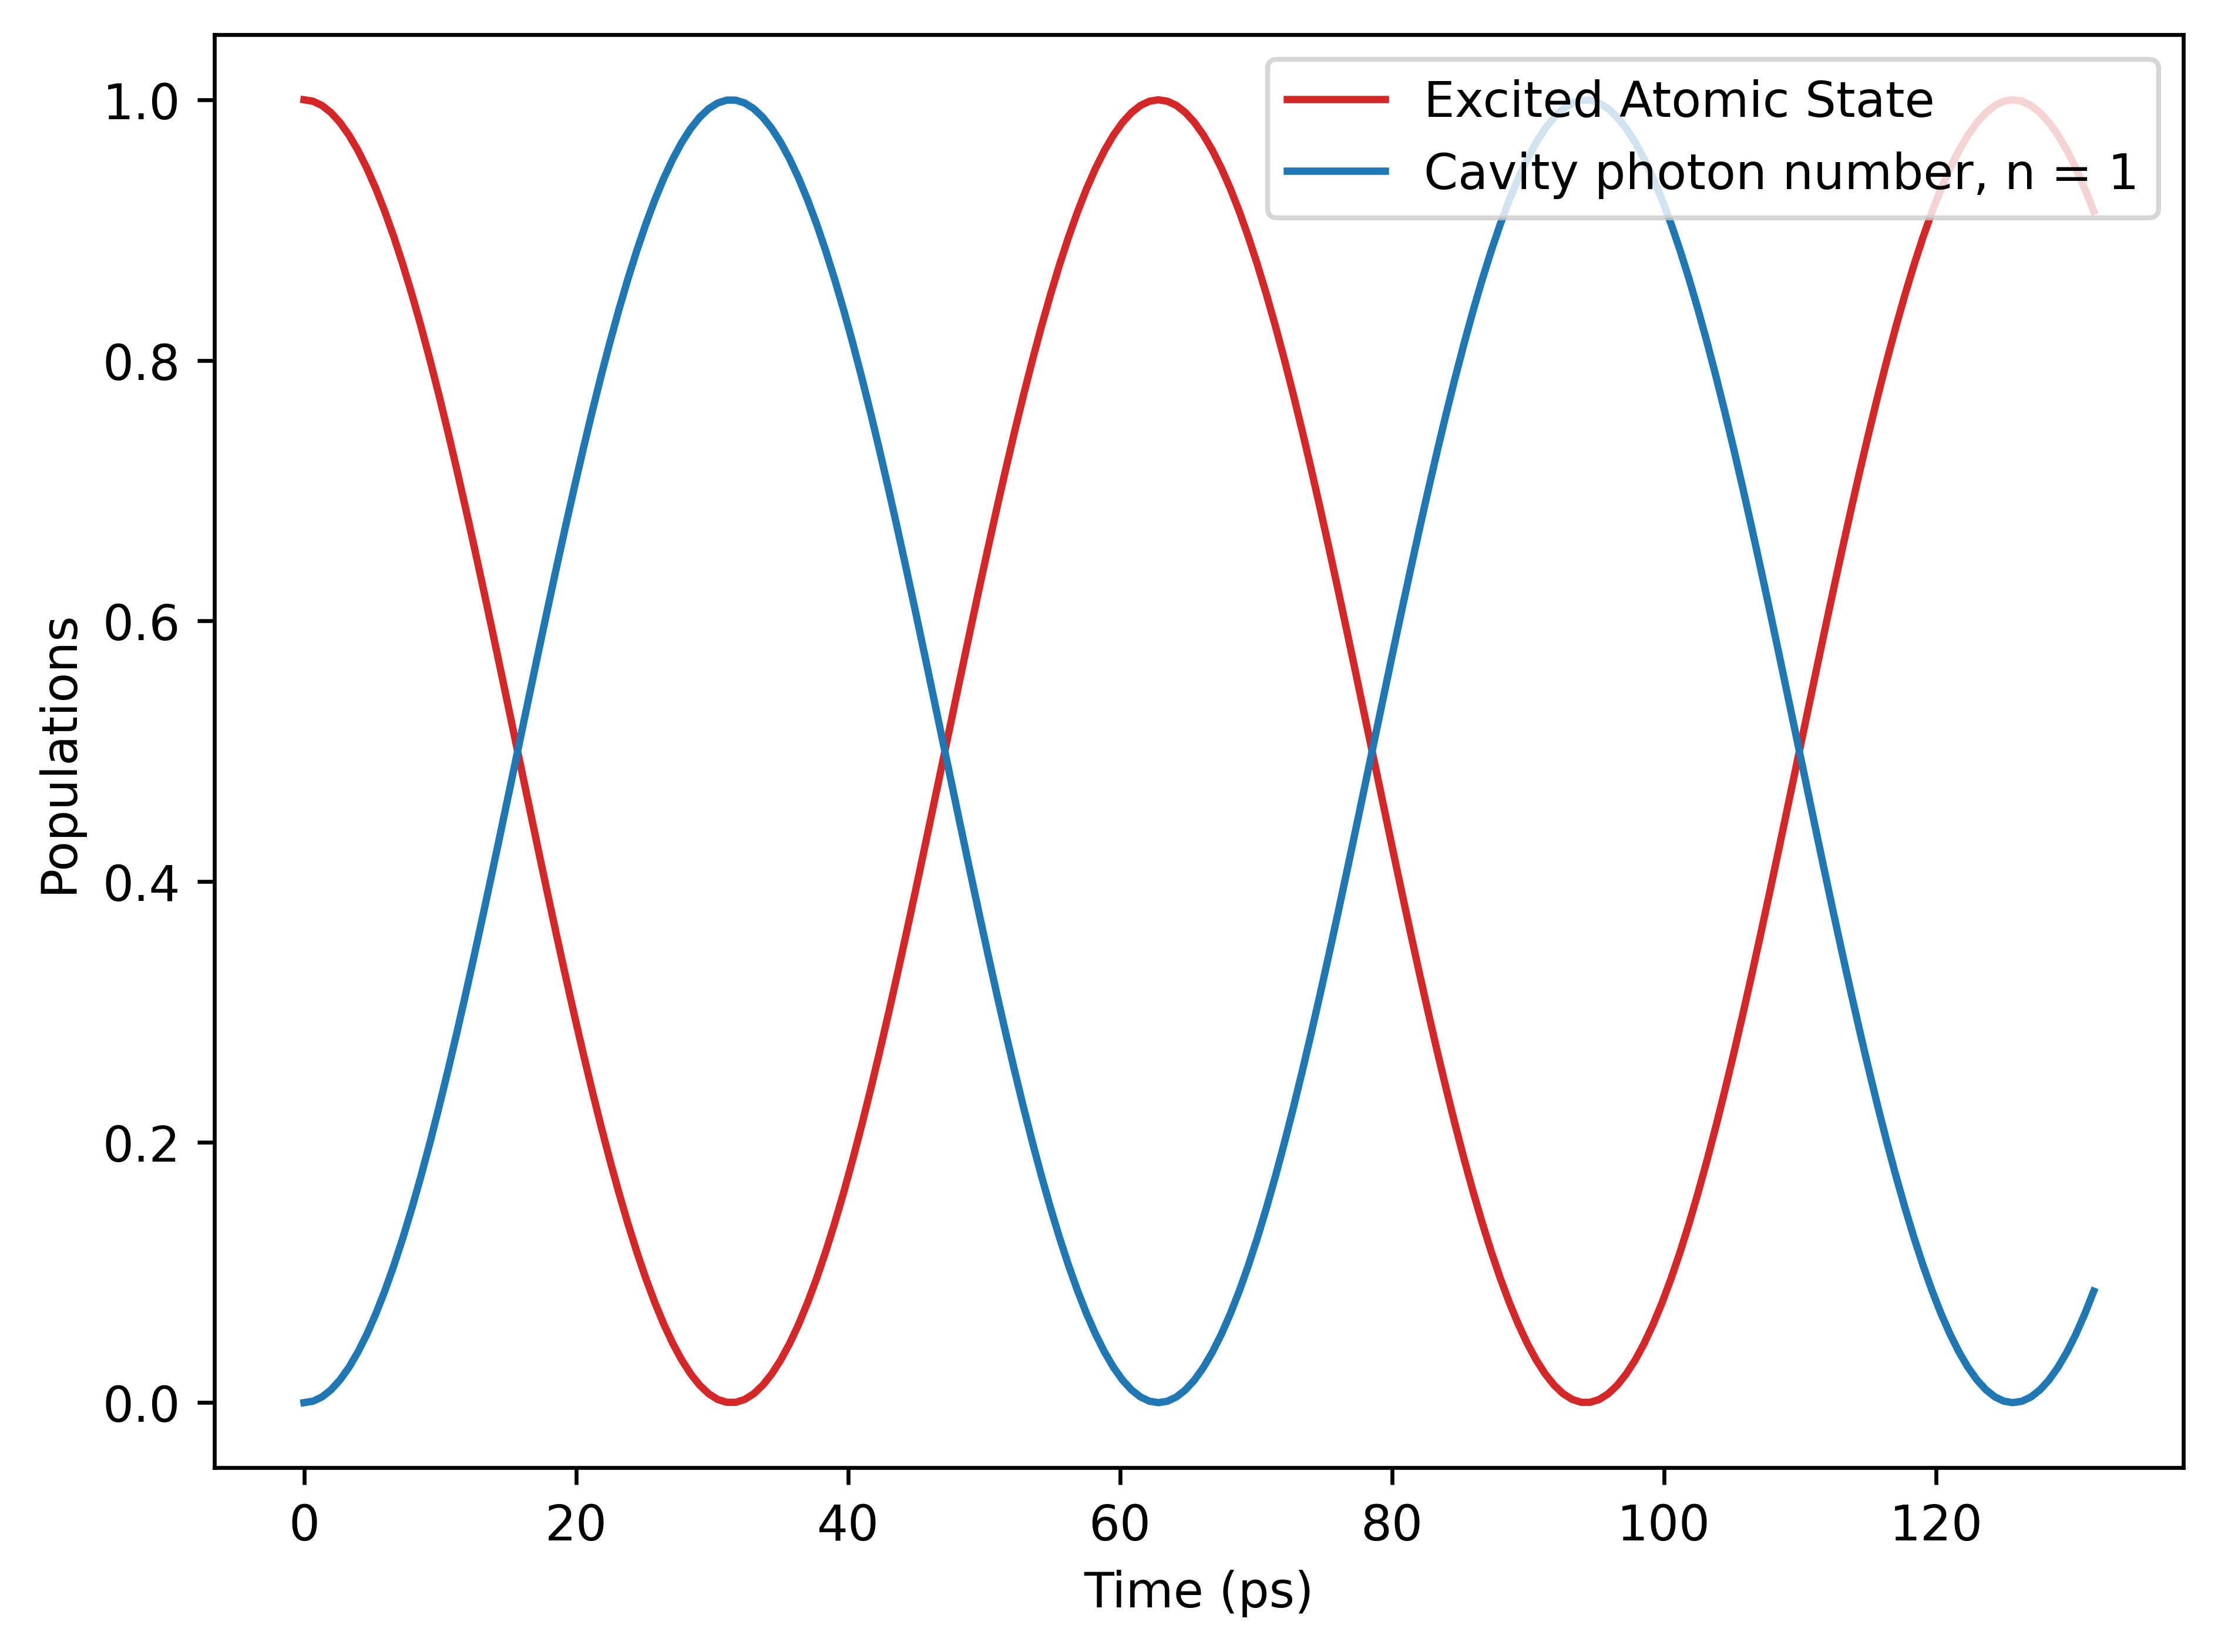 Excited Atomic State
Cavity photon number, n = 1
1.0
0.8
0.6
0.4
0.2
0.0
Populations
0 20 40 60 80 100 120
Time (ps)